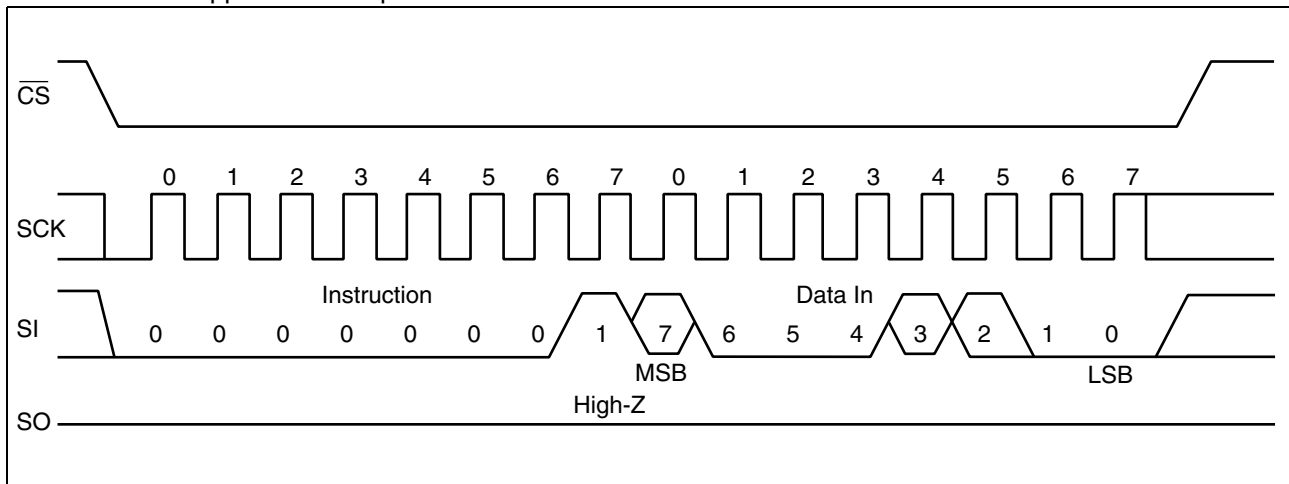 CS
0 1 2 3 4 5 6 7 0 1 2 3 4 5 6 7
SCK
Instruction Data In
SI 0 0 0 0 0 0 0 1 7 6 5 4 3 2 1 0
MSB LSB
High-Z
SO